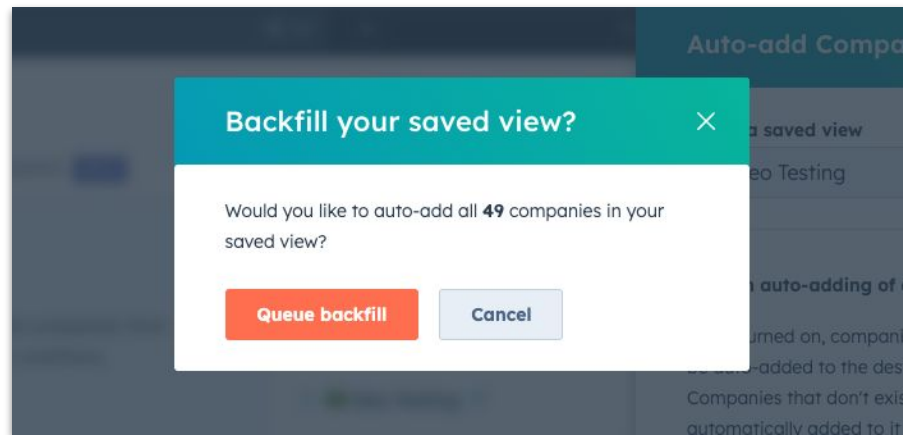 Auto-add Compa
Backfill your saved view?
a saved view
eo Testing
Would you like to auto-add all 49 companies in your
saved view?
Queue backfill
Cancel
auto-adding of
urned on, compani
auto-added to the des
Companies that don't exis
automatically added to it.